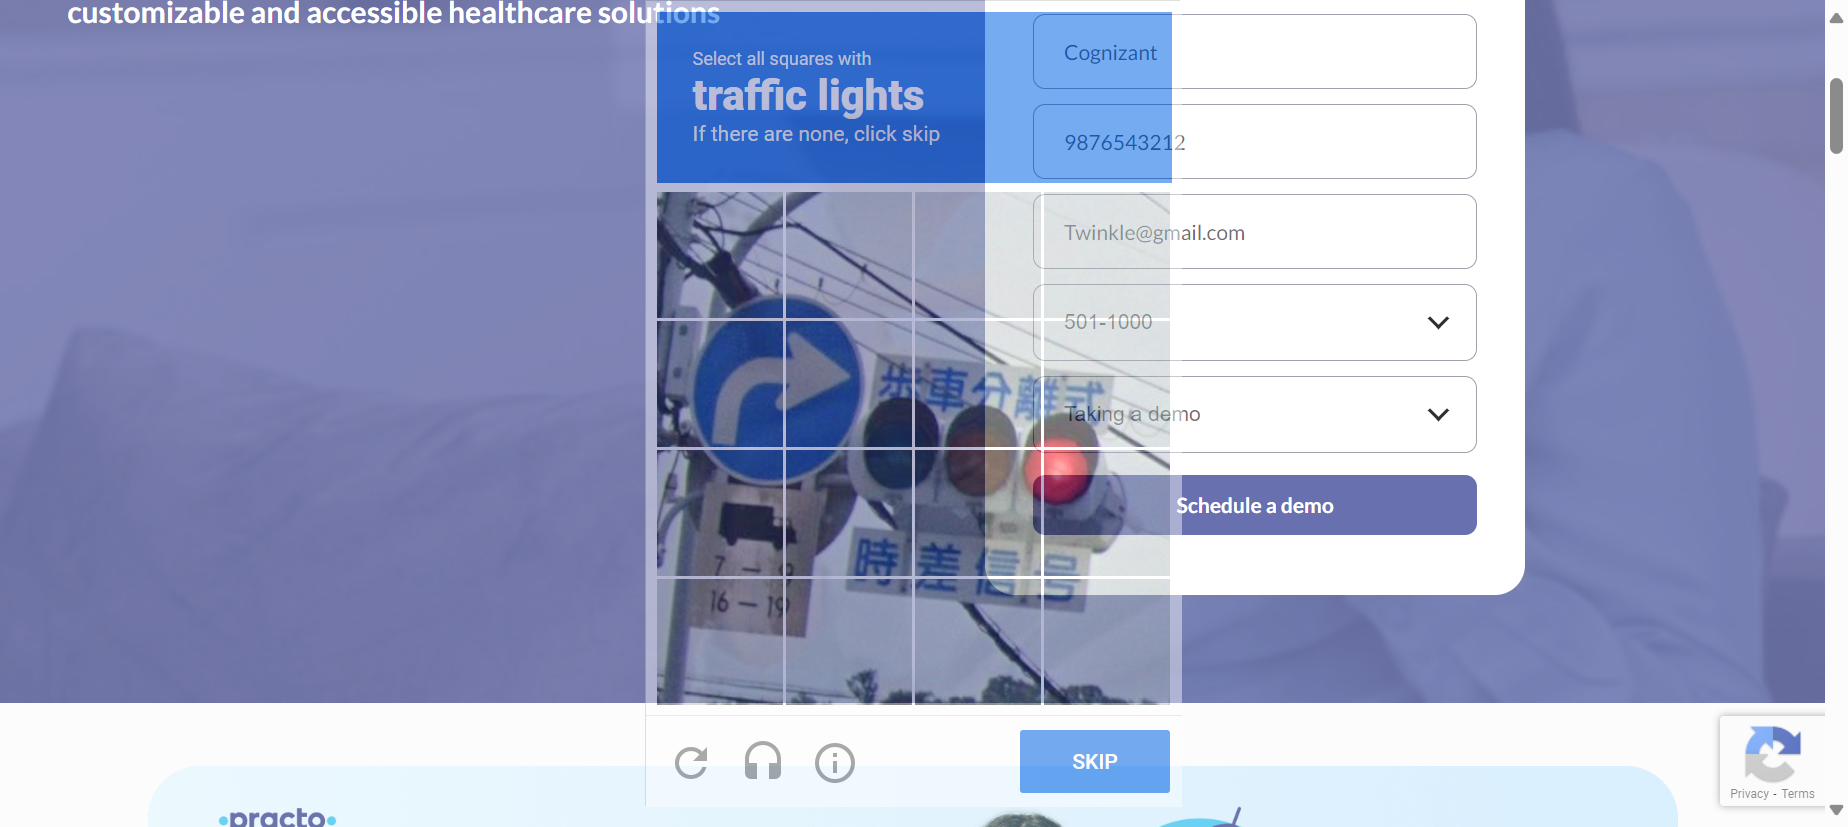 customizable and accessible healthcare solutions
Select all squares with
traffic lights
If there are none, click skip
歩車分離式
7 → 9
16 — 19
時差信号
SKIP
Cognizant
9876543212
Twinkle@gmail.com
501-1000
Taking a demo
Schedule a demo
Privacy - Terms
practo